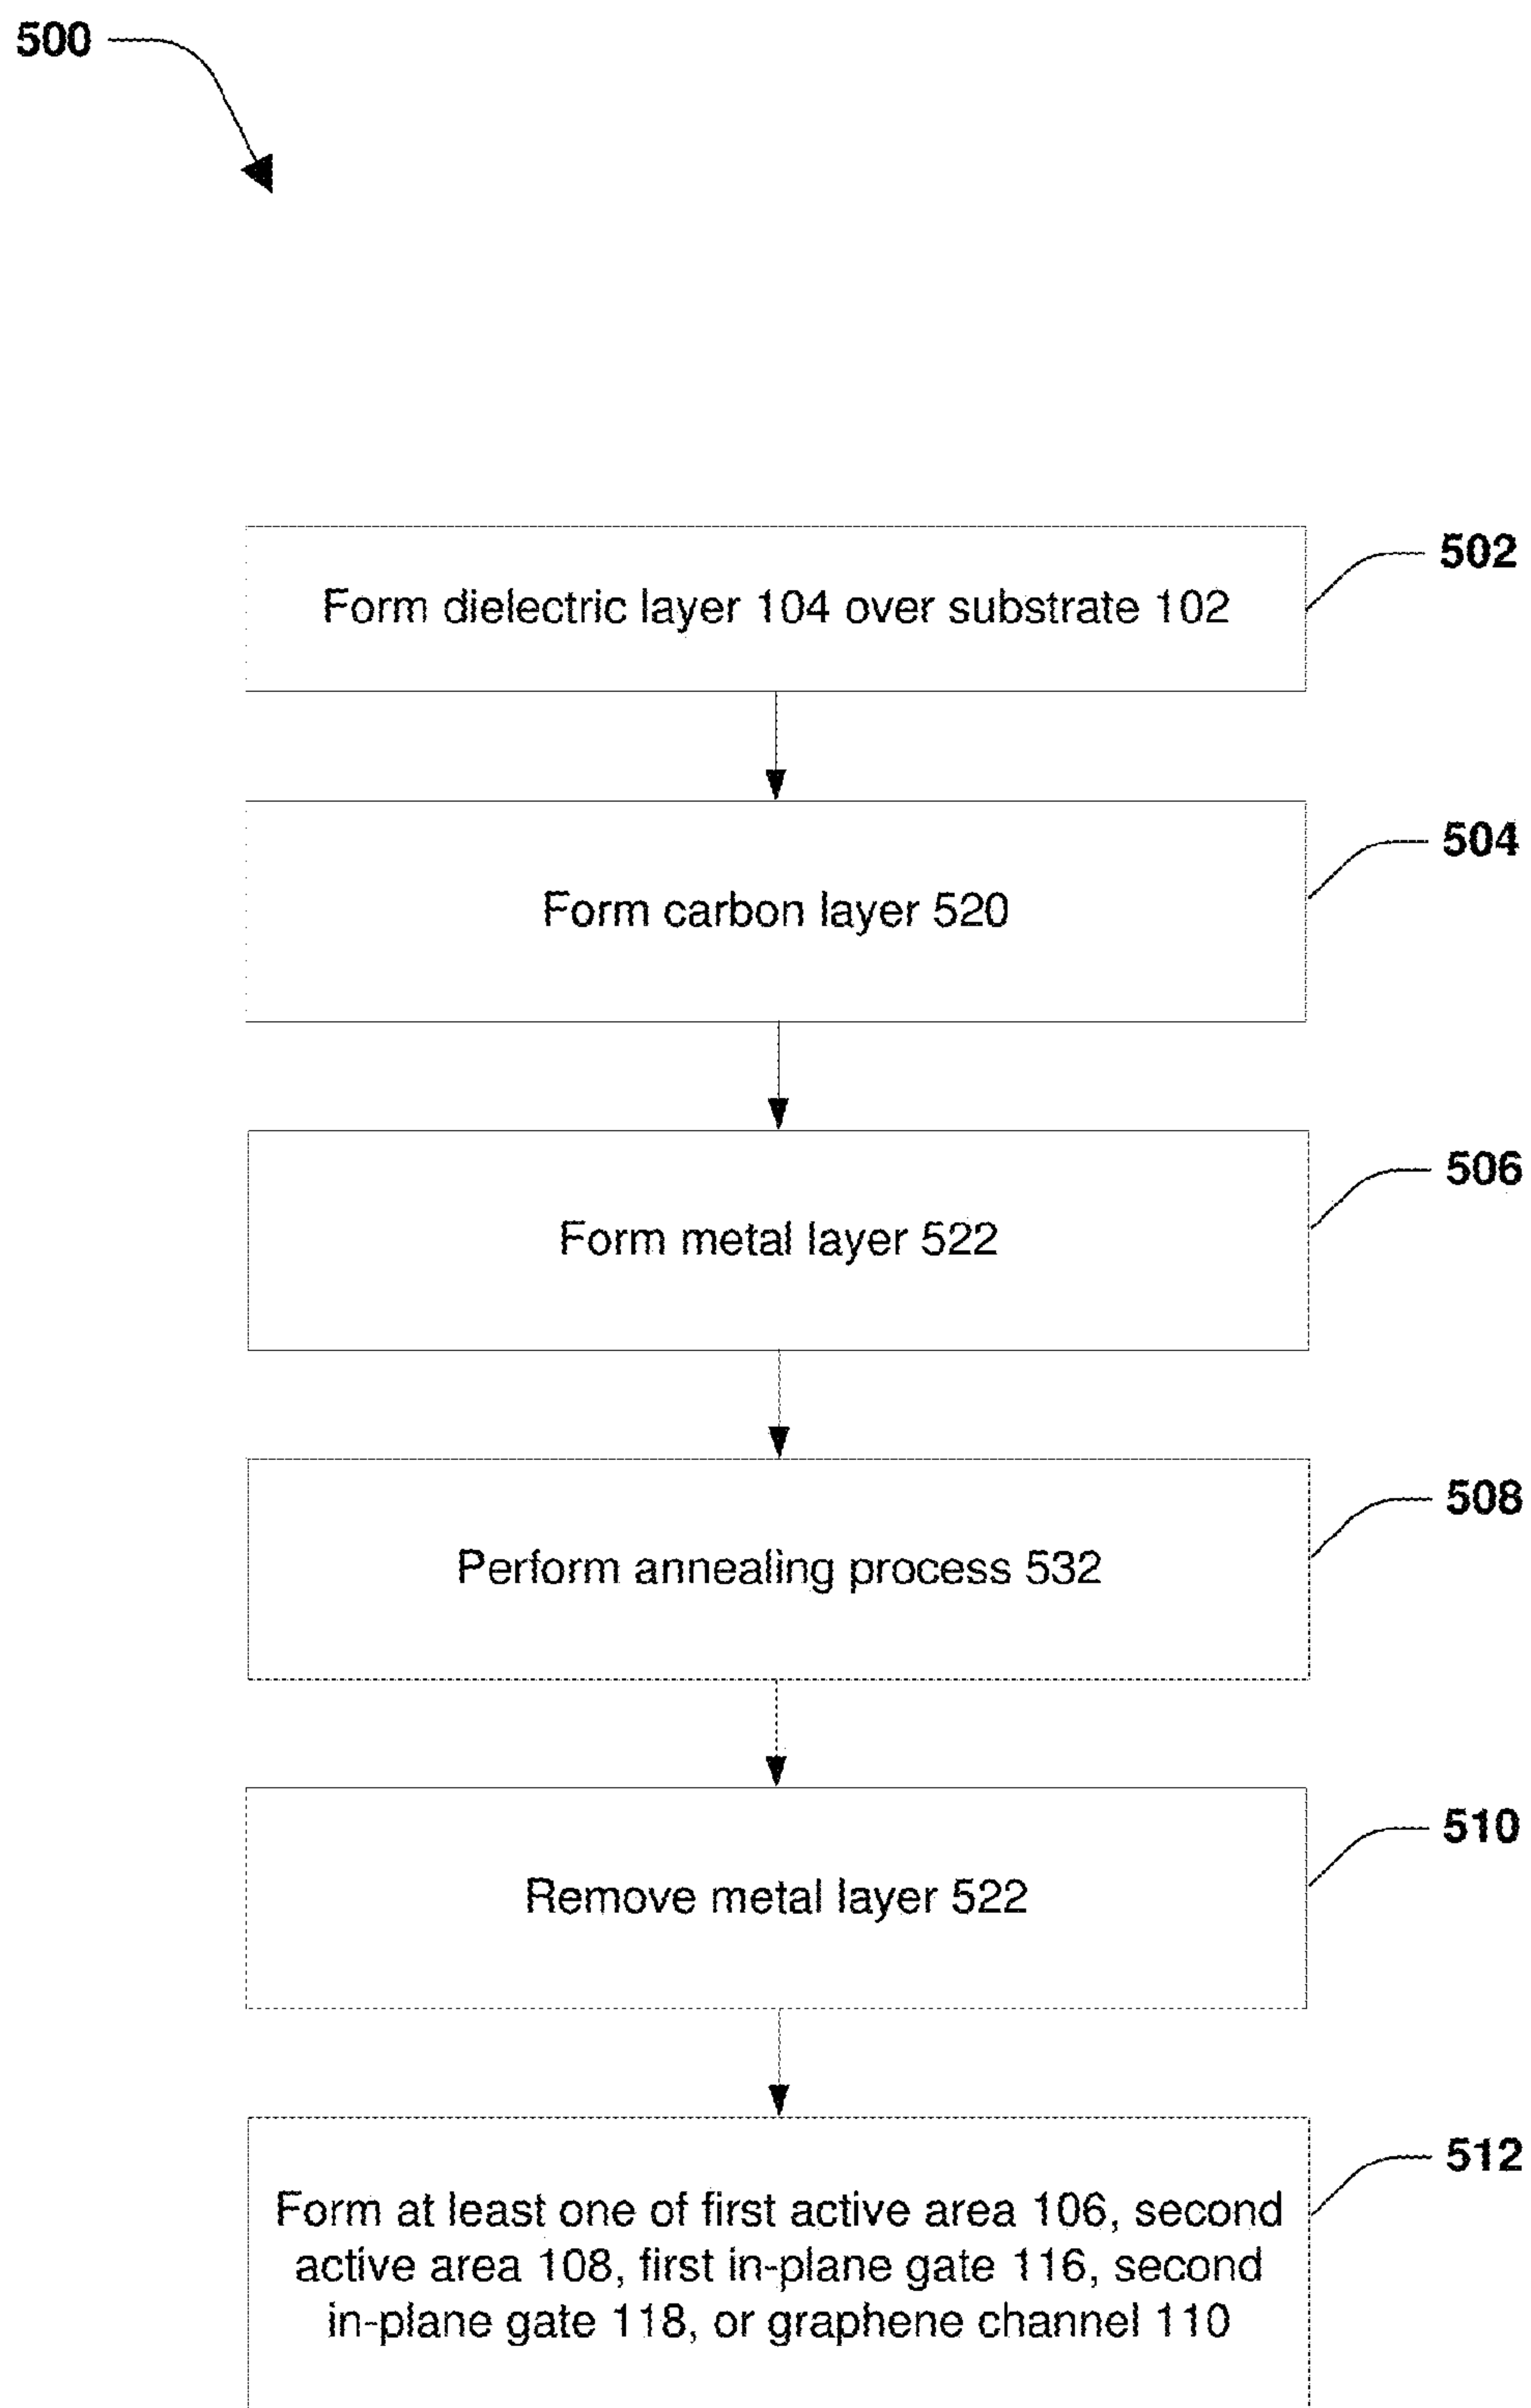 500
Form dielectric layer 104 over substrate 102
502
Form carbon layer 520
504
Form metal layer 522
506
Perform annealing process 532
508
Remove metal layer 522
510
Form at least one of first active area 106, second
active area 108, first in-plane gate 116, second
in-plane gate 118, or graphene channel 110
512